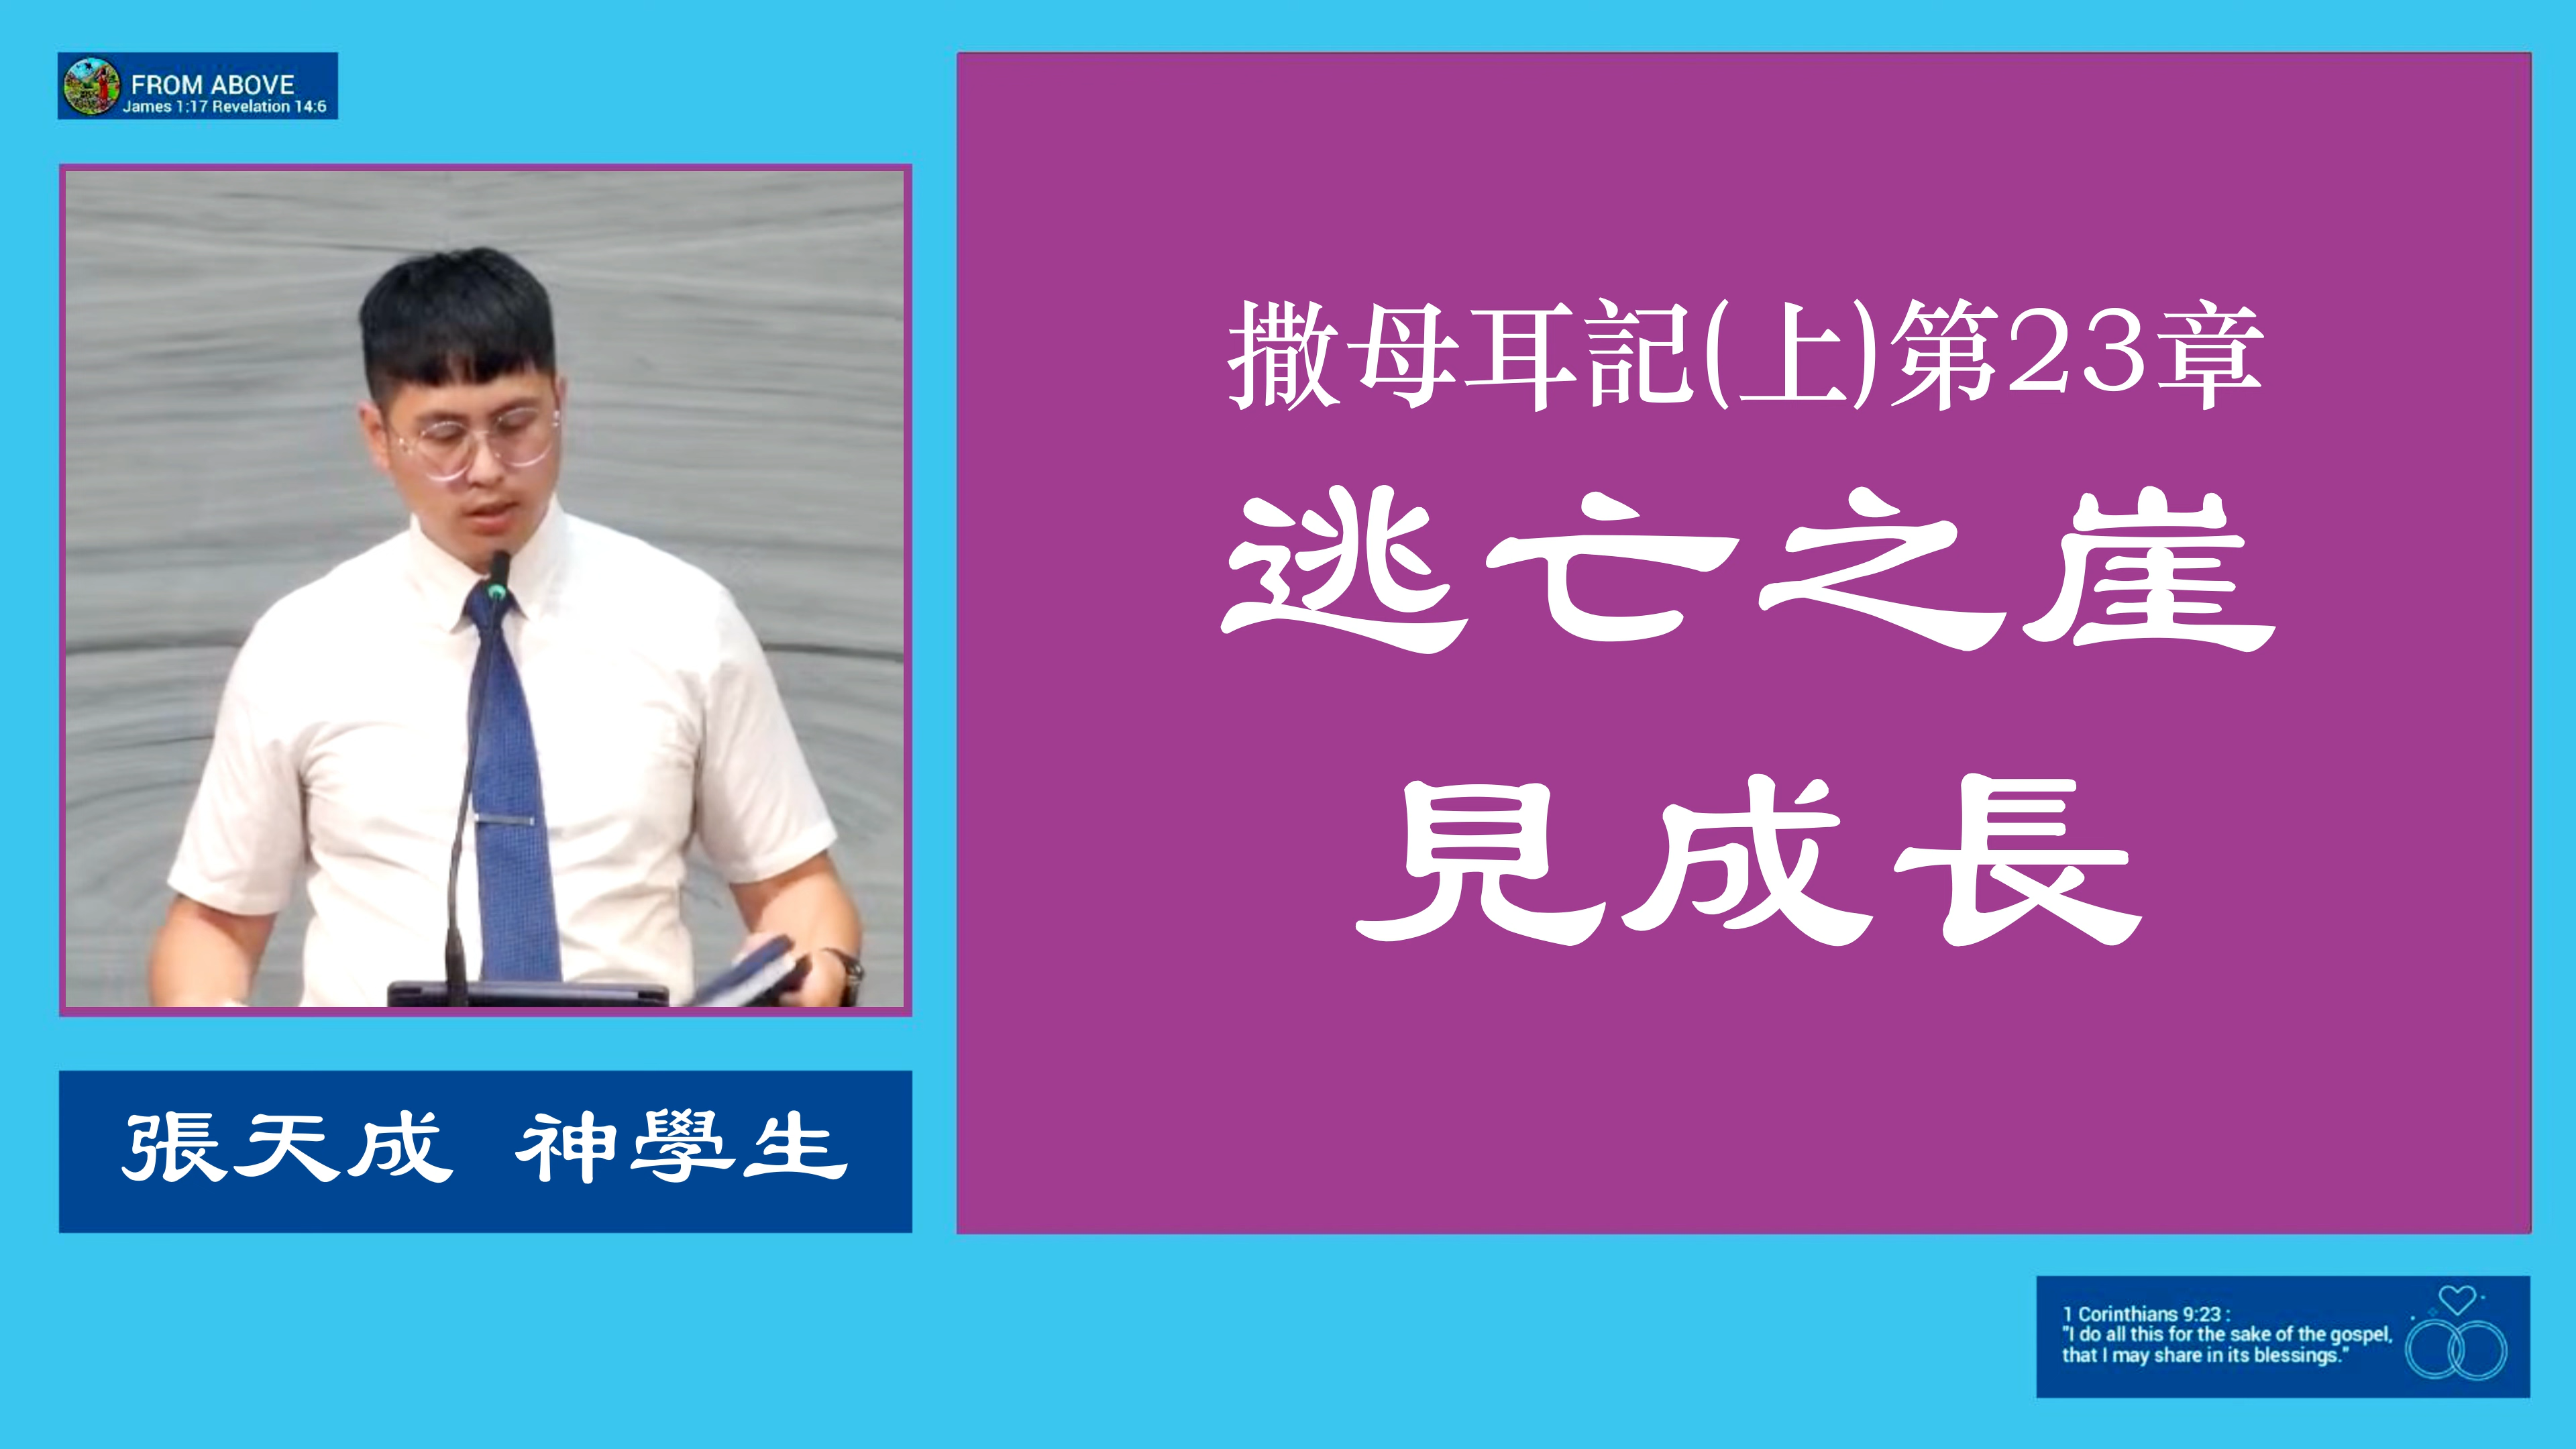 FROM ABOVE
James 1:17 Revelation 14:6
撒母耳記(上)第23章
逃亡之崖
見成長
張天成 神學生
1 Corinthians 9:23 :
"I do all this for the sake of the gospel,
that I may share in its blessings."